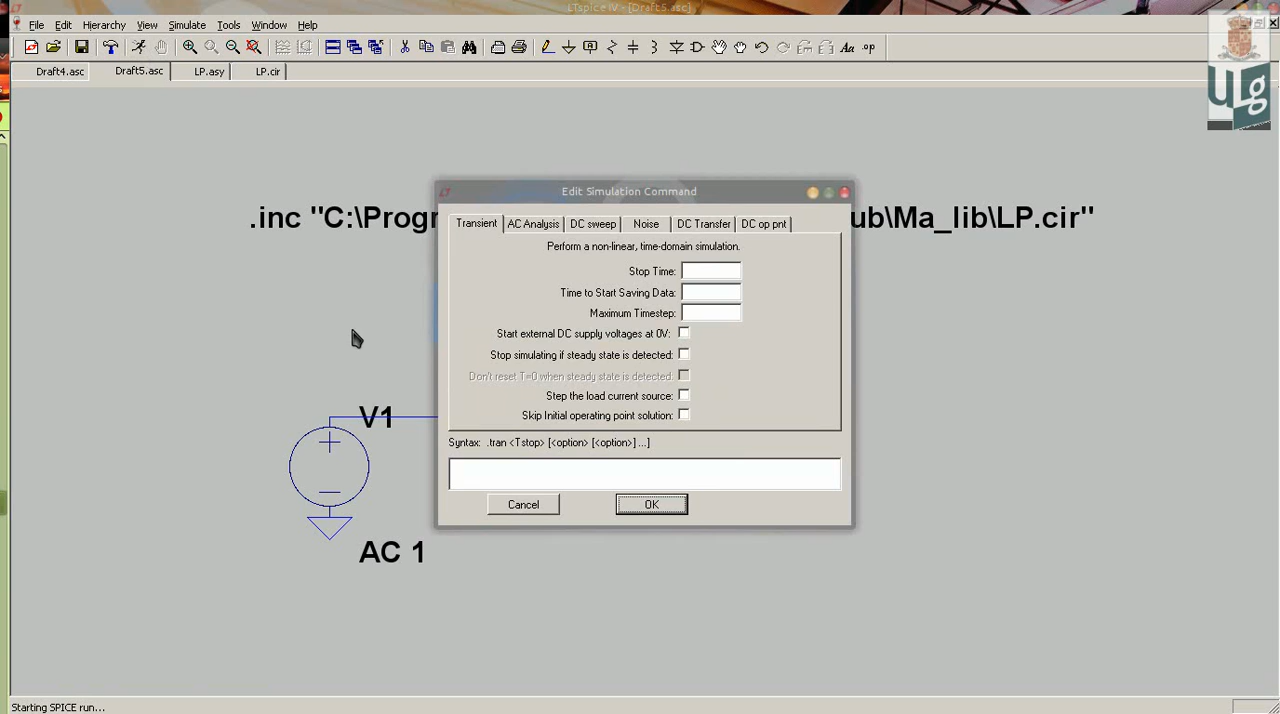 LTspice IV - [Draft5.asc]
File Edit Hierarchy View Simulate Tools Window Help
Aa .op
Draft4.asc Draft5.asc LP.asy LP.cir
ULg
Edit Simulation Command
.inc "C:\Progr ub\Ma_lib\LP.cir"
Transient AC Analysis DC sweep Noise DC Transfer DC op pnt
Perform a non-linear, time-domain simulation.
Stop Time:
Time to Start Saving Data:
Maximum Timestep:
Start external DC supply voltages at 0V:
Stop simulating if steady state is detected:
Don't reset T=0 when steady state is detected:
Step the load current source:
Skip Initial operating point solution:
V1
Syntax: .tran <Tstop> [<option> [<option>] ...]
Cancel OK
AC 1
Starting SPICE run...